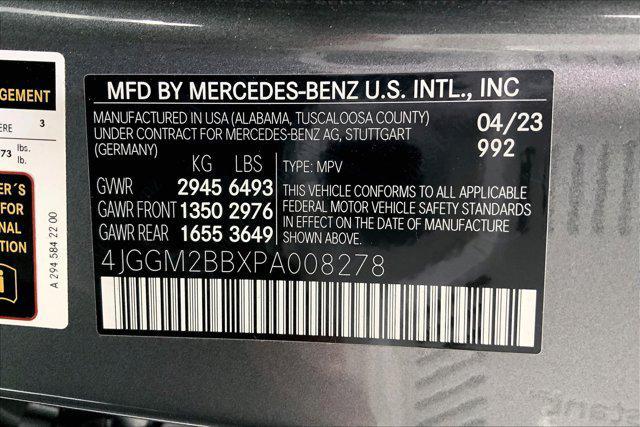 MFD BY MERCEDES-BENZ U.S. INTL., INC
MANUFACTURED IN USA (ALABAMA, TUSCALOOSA COUNTY)
UNDER CONTRACT FOR MERCEDES-BENZ AG, STUTTGART
(GERMANY)
04/23
992
KG LBS
GVWR 2945 6493
GAWR FRONT 1350 2976
GAWR REAR 1655 3649
TYPE: MPV
THIS VEHICLE CONFORMS TO ALL APPLICABLE
FEDERAL MOTOR VEHICLE SAFETY STANDARDS
IN EFFECT ON THE DATE OF MANUFACTURE
SHOWN ABOVE.
4JGGM2BBXPA008278
GEMENT
ERE 3
73 lbs.
lb.
ER´S
FOR
MATION
A 294 584 22 00